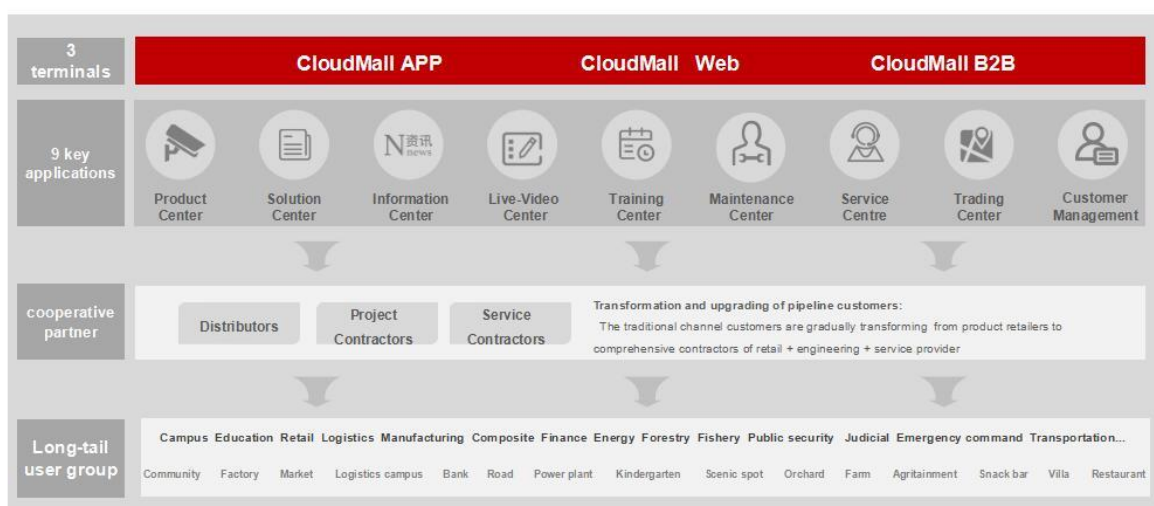 3
terminals
CloudMall APP
CloudMall Web
CloudMall B2B
9 key
applications
N资讯
news
Product
Center
Solution
Center
Information
Center
Live-Video
Center
Training
Center
Maintenance
Center
Service
Centre
Trading
Center
Customer
Management
cooperative
partner
Distributors
Project
Contractors
Service
Contractors
Transformation and upgrading of pipeline customers:
The traditional channel customers are gradually transforming from product retailers to
comprehensive contractors of retail + engineering + service provider
Long-tail
user group
Campus Education Retail Logistics Manufacturing Composite Finance Energy Forestry Fishery Public security Judicial Emergency command Transportation...
Community Factory Market Logistics campus Bank Road Power plant Kindergarten Scenic spot Orchard Farm Agritainment Snack bar Villa Restaurant